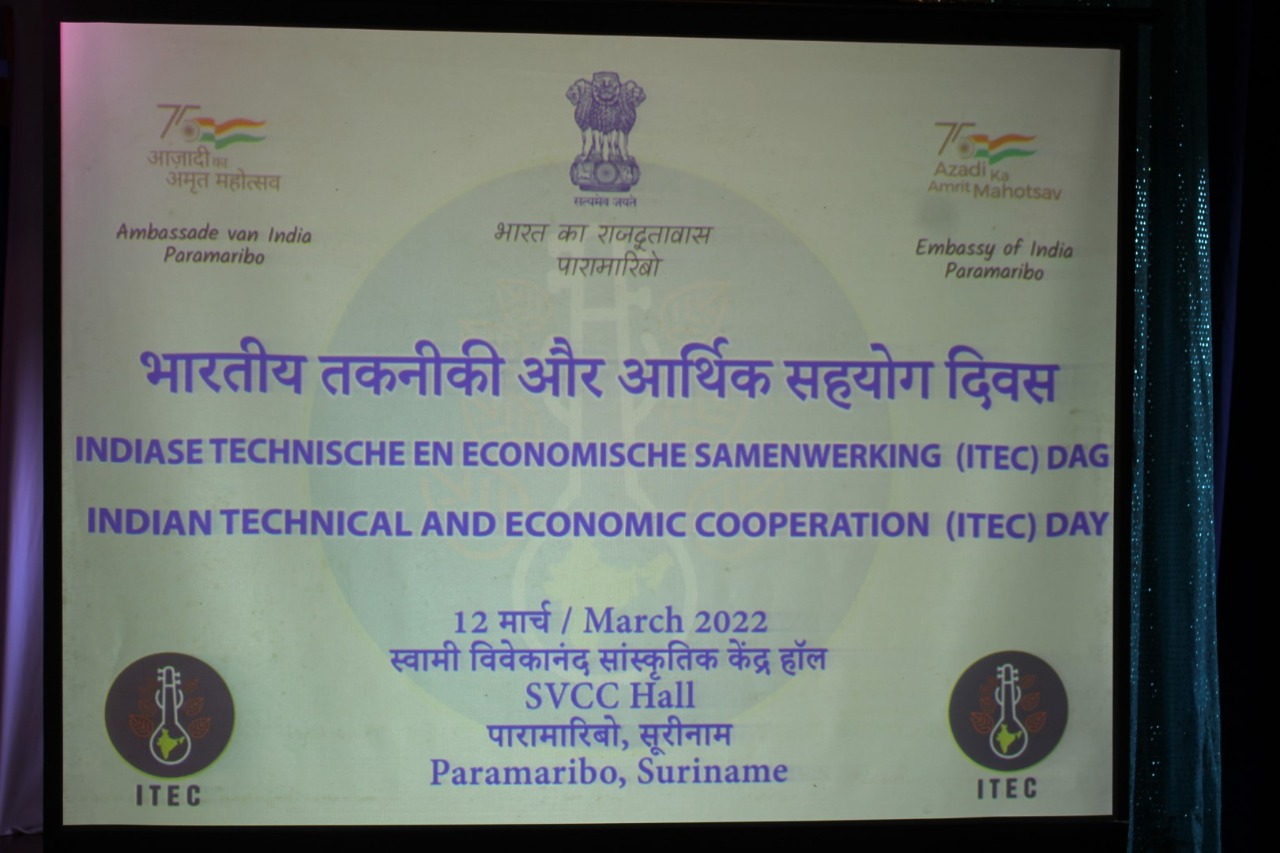 75
आज़ादी का
अमृत महोत्सव
Ambassade van India
Paramaribo
सत्यमेव जयते
भारत का राजदूतावास
पारामारिबो
75
Azadi Ka
Amrit Mahotsav
Embassy of India
Paramaribo
भारतीय तकनीकी और आर्थिक सहयोग दिवस
INDIASE TECHNISCHE EN ECONOMISCHE SAMENWERKING (ITEC) DAG
INDIAN TECHNICAL AND ECONOMIC COOPERATION (ITEC) DAY
12 मार्च / March 2022
स्वामी विवेकानंद सांस्कृतिक केंद्र हॉल
SVCC Hall
पारामारिबो, सूरीनाम
Paramaribo, Suriname
ITEC
ITEC